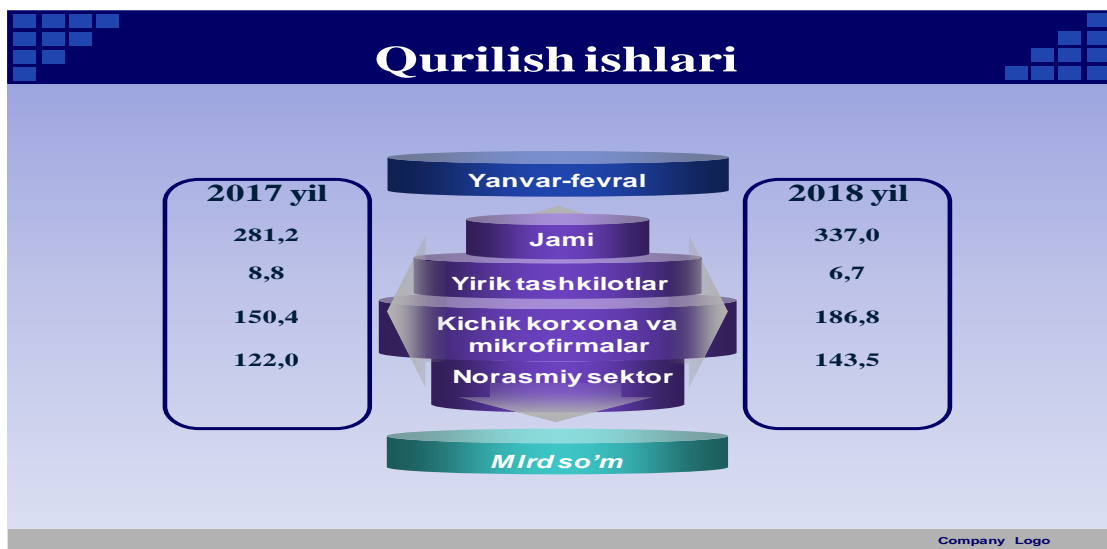 Qurilish ishlari
Yanvar-fevral
2017 yil
281,2
8,8
150,4
122,0
Jami
Yirik tashkilotlar
Kichik korxona va
mikrofirmalar
Norasmiy sektor
2018 yil
337,0
6,7
186,8
143,5
Mlrd so’m
Company Logo